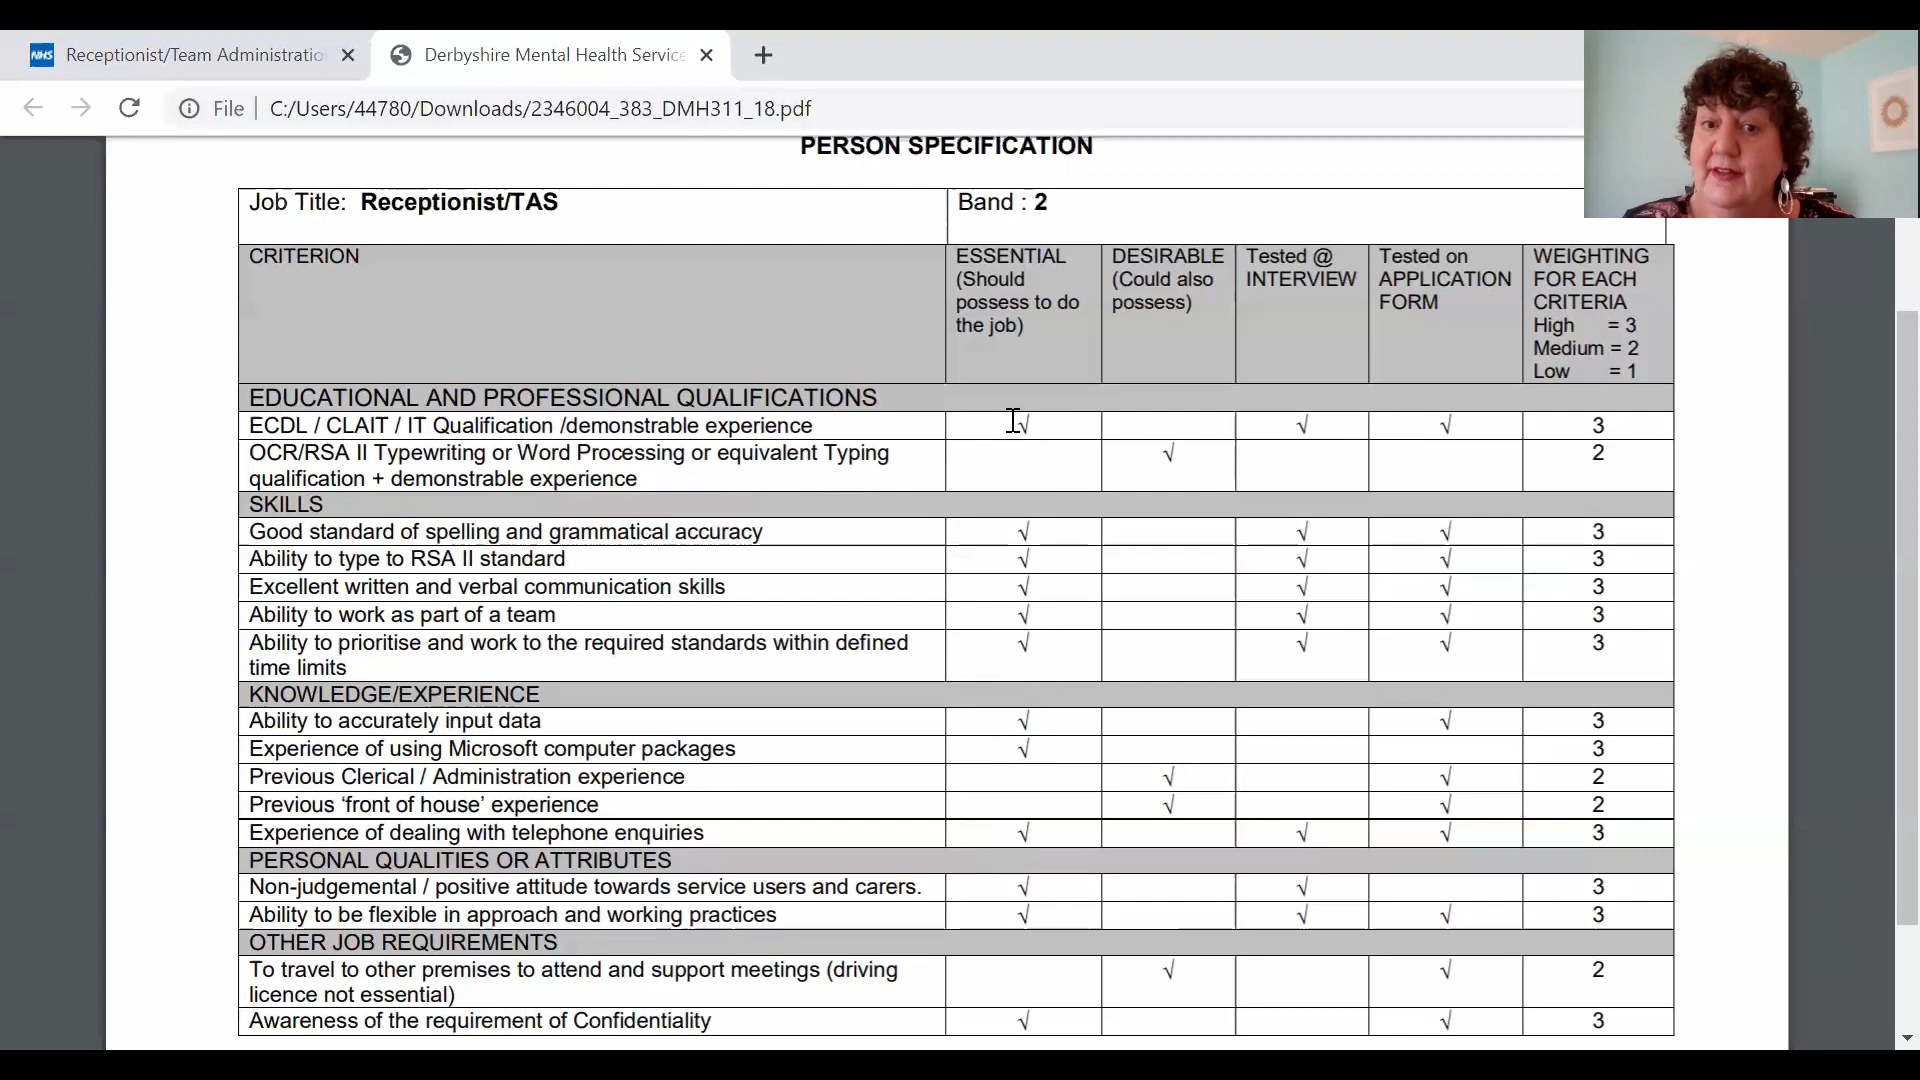 NHS Receptionist/Team Administratio
Derbyshire Mental Health Service
File C:/Users/44780/Downloads/2346004_383_DMH311_18.pdf
PERSON SPECIFICATION
Job Title: Receptionist/TAS Band : 2
CRITERION ESSENTIAL DESIRABLE Tested @ Tested on WEIGHTING
(Should (Could also INTERVIEW APPLICATION FOR EACH
possess to do possess) FORM CRITERIA
the job) High = 3
Medium = 2
Low = 1
EDUCATIONAL AND PROFESSIONAL QUALIFICATIONS
ECDL / CLAIT / IT Qualification /demonstrable experience √ √ √ 3
OCR/RSA II Typewriting or Word Processing or equivalent Typing √ 2
qualification + demonstrable experience
SKILLS
Good standard of spelling and grammatical accuracy √ √ √ 3
Ability to type to RSA II standard √ √ √ 3
Excellent written and verbal communication skills √ √ √ 3
Ability to work as part of a team √ √ √ 3
Ability to prioritise and work to the required standards within defined √ √ √ 3
time limits
KNOWLEDGE/EXPERIENCE
Ability to accurately input data √ √ 3
Experience of using Microsoft computer packages √ 3
Previous Clerical / Administration experience √ √ 2
Previous ‘front of house’ experience √ √ 2
Experience of dealing with telephone enquiries √ √ √ 3
PERSONAL QUALITIES OR ATTRIBUTES
Non-judgemental / positive attitude towards service users and carers. √ √ 3
Ability to be flexible in approach and working practices √ √ √ 3
OTHER JOB REQUIREMENTS
To travel to other premises to attend and support meetings (driving √ √ 2
licence not essential)
Awareness of the requirement of Confidentiality √ √ 3